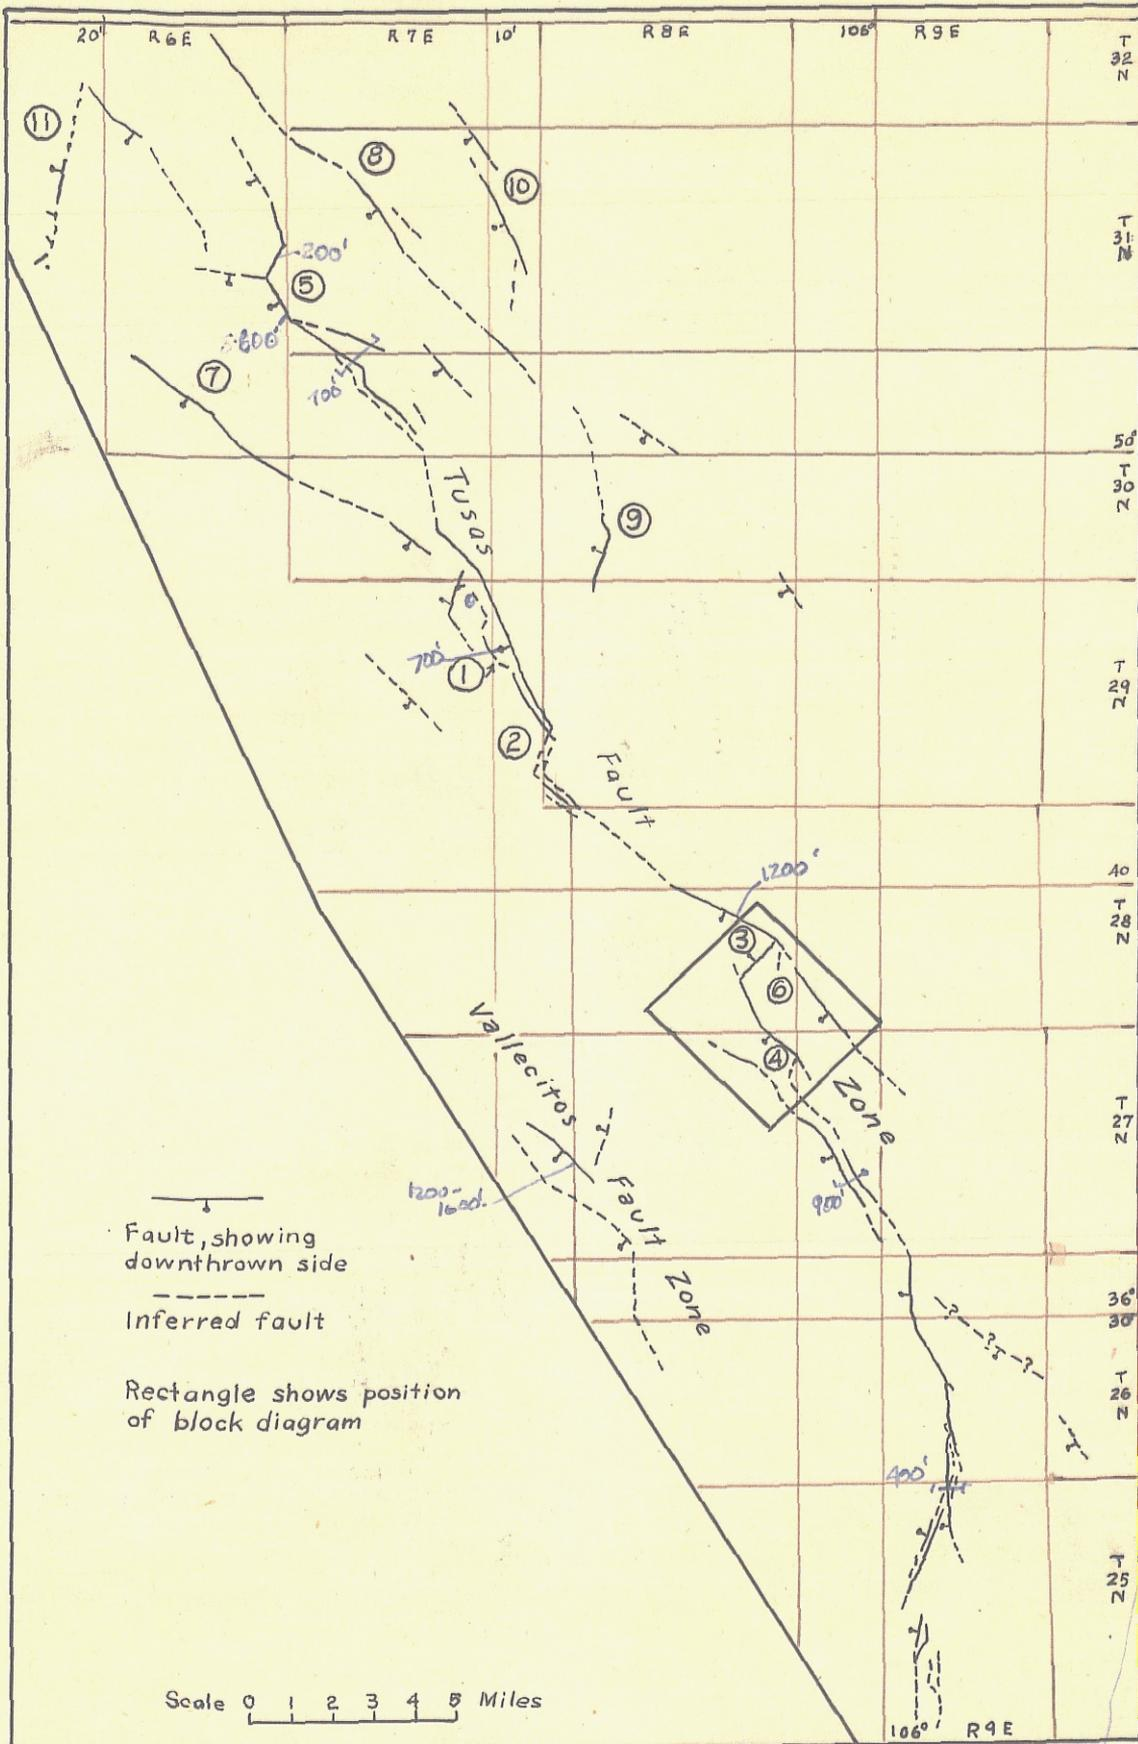 20' R6E R7E 10' R8E 106° R9E
T
32
N
11
8
10
T
31
N
200'
5
600'
7
700'
50'
T
30
N
Tusas
9
700'
1
T
29
N
2
Fault
1200'
40
T
28
N
3
6
4
Vallecitos
Zone
T
27
N
1200-
1600'
Fault
900'
Zone
Fault, showing
downthrown side
Inferred fault
36°
30'
Rectangle shows position
of block diagram
T
26
N
? ? ?
400'
T
25
N
Scale 0 1 2 3 4 5 Miles
106° R9E